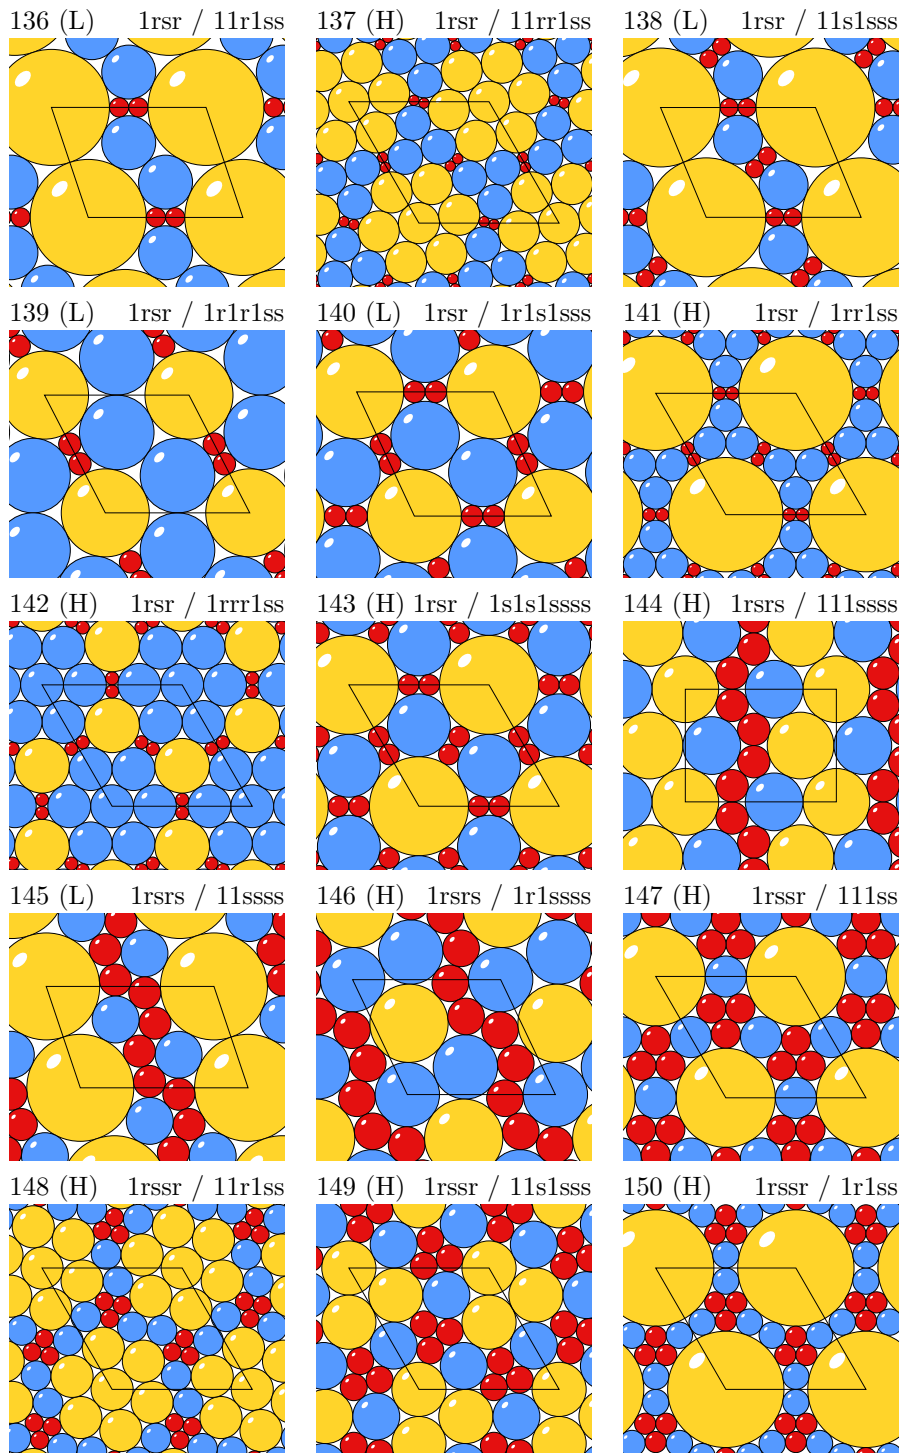 136 (L) 1rsr / 11r1ss
137 (H) 1rsr / 11rr1ss
138 (L) 1rsr / 11s1sss
139 (L) 1rsr / 1r1r1ss
140 (L) 1rsr / 1r1s1sss
141 (H) 1rsr / 1rr1ss
142 (H) 1rsr / 1rrr1ss
143 (H) 1rsr / 1s1s1ssss
144 (H) 1rsrs / 111ssss
145 (L) 1rsrs / 11ssss
146 (H) 1rsrs / 1r1ssss
147 (H) 1rssr / 111ss
148 (H) 1rssr / 11r1ss
149 (H) 1rssr / 11s1sss
150 (H) 1rssr / 1r1ss